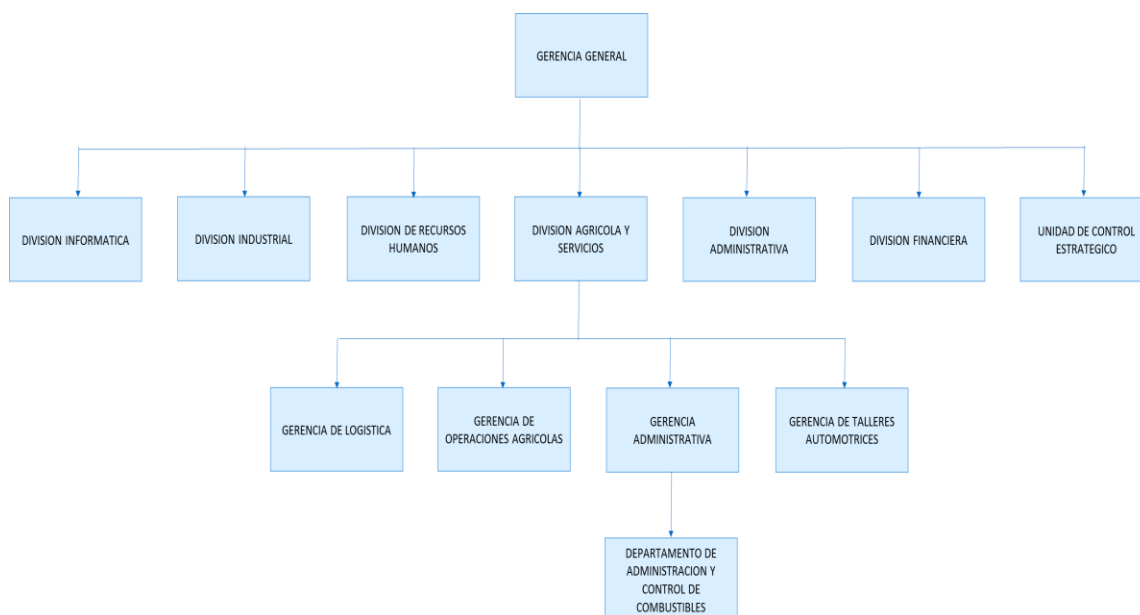 GERENCIA GENERAL
DIVISION INFORMATICA
DIVISION INDUSTRIAL
DIVISION DE RECURSOS
HUMANOS
DIVISION AGRICOLA Y
SERVICIOS
DIVISION
ADMINISTRATIVA
DIVISION FINANCIERA
UNIDAD DE CONTROL
ESTRATEGICO
GERENCIA DE LOGISTICA
GERENCIA DE
OPERACIONES AGRICOLAS
GERENCIA
ADMINISTRATIVA
GERENCIA DE TALLERES
AUTOMOTRICES
DEPARTAMENTO DE
ADMINISTRACION Y
CONTROL DE
COMBUSTIBLES